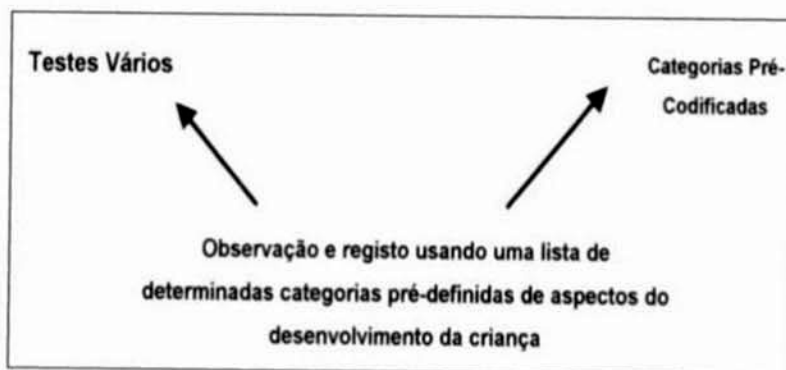 Testes Vários
Categorias Pré-
Codificadas
Observação e registo usando uma lista de
determinadas categorias pré-definidas de aspectos do
desenvolvimento da criança